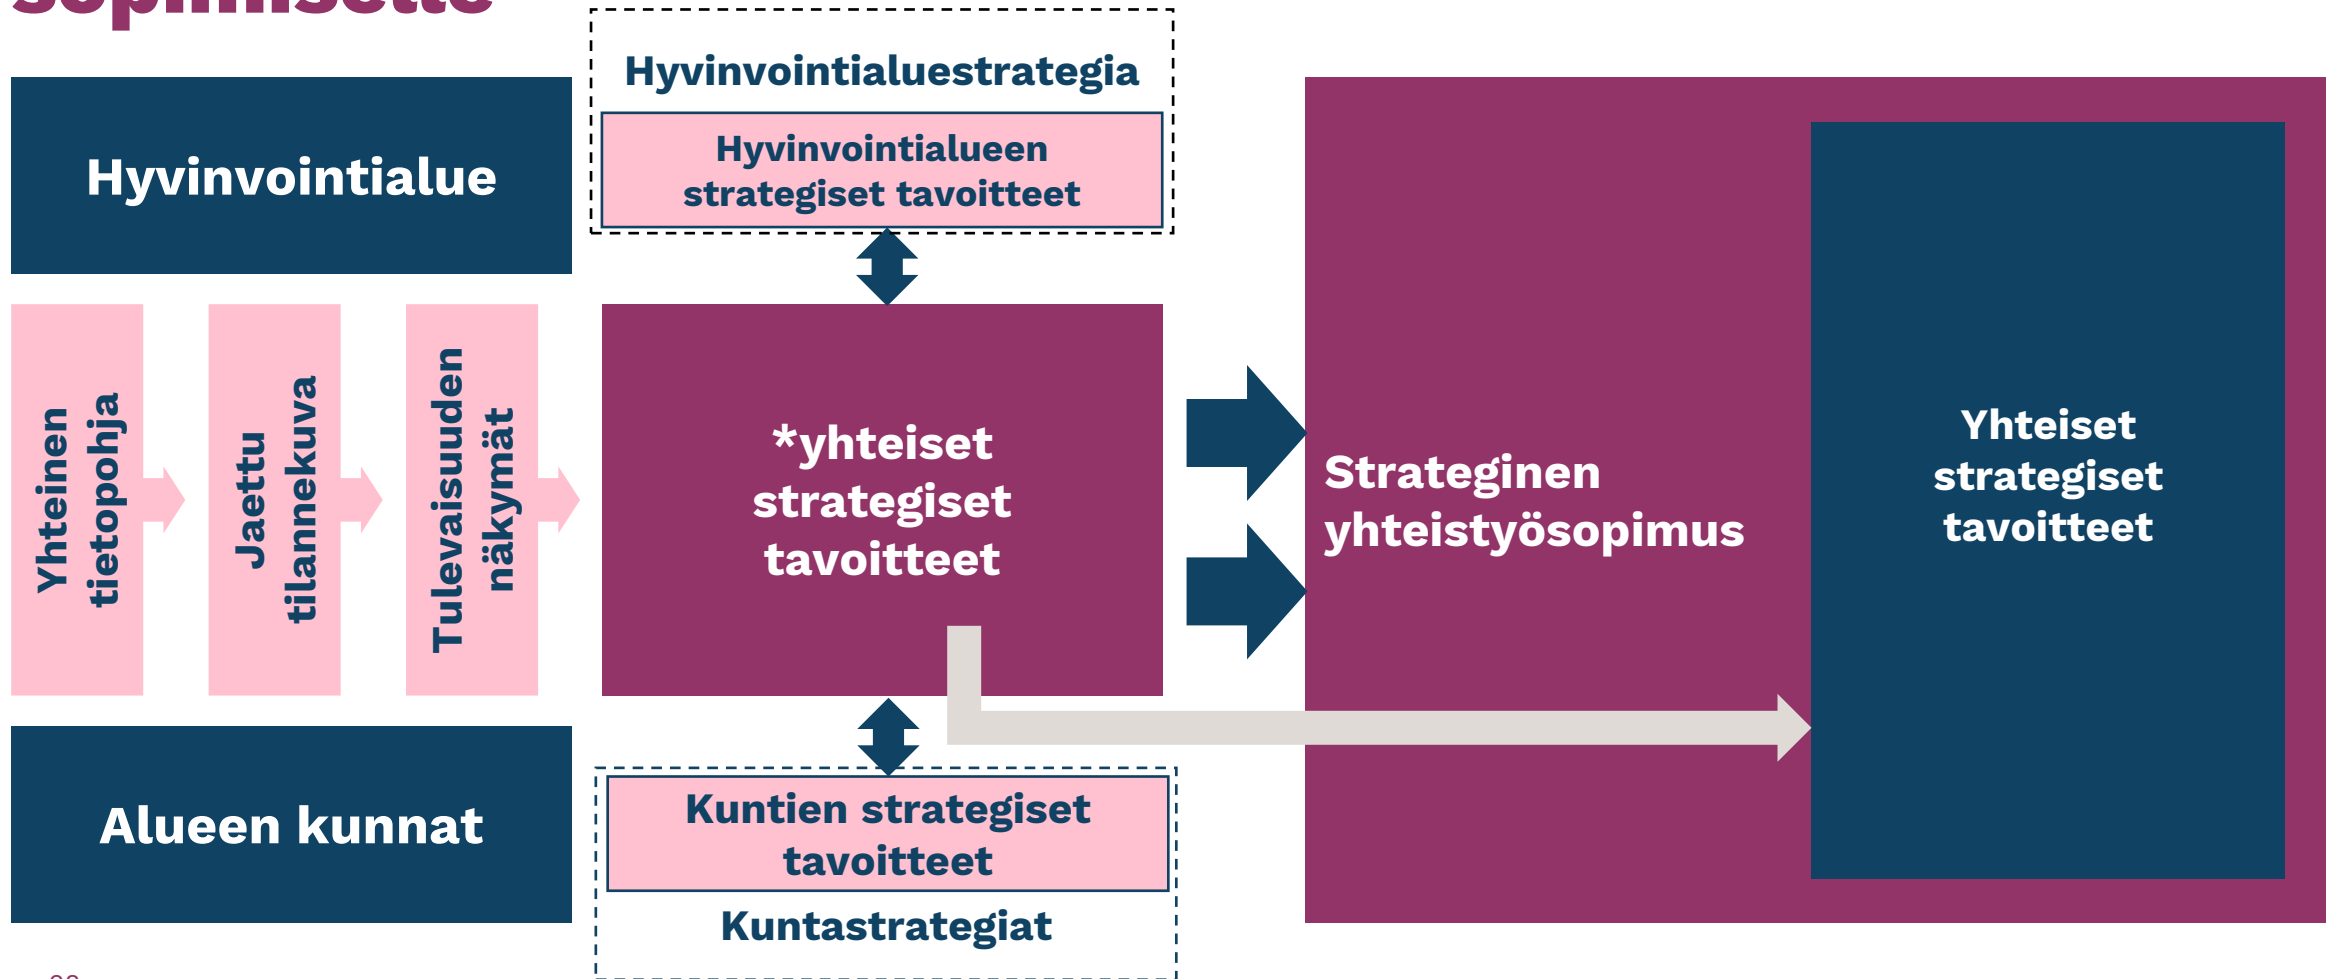 sopimiselle
Hyvinvointialuestrategia
Hyvinvointialueen
strategiset tavoitteet
Hyvinvointialue
Yhteinen
tietopohja
Jaettu
tilannekuva
Tulevaisuuden
näkymät
*yhteiset
strategiset
tavoitteet
Strateginen
yhteistyösopimus
Yhteiset
strategiset
tavoitteet
Alueen kunnat
Kuntien strategiset
tavoitteet
Kuntastrategiat